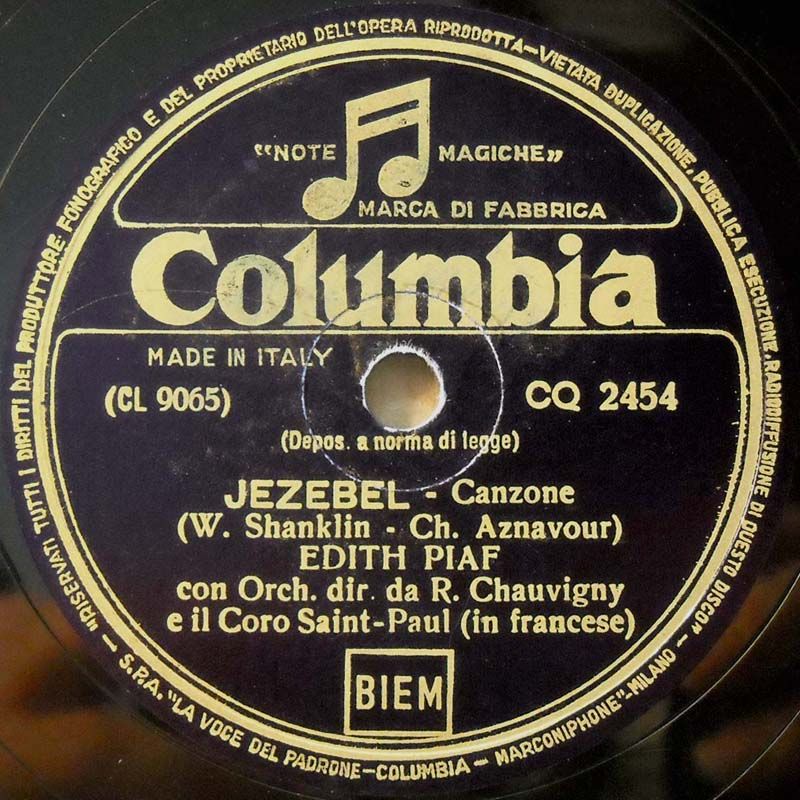 "RISERVATI TUTTI I DIRITTI DEL PRODUTTORE FONOGRAFICO E DEL PROPRIETARIO DELL'OPERA RIPRODOTTA-VIETATA DUPLICAZIONE, PUBBLICA ESECUZIONE, RADIODIFFUSIONE DI QUESTO DISCO"
"NOTE MAGICHE"
MARCA DI FABBRICA
Columbia
MADE IN ITALY
(CL 9065) CQ 2454
(Depos. a norma di legge)
JEZEBEL - Canzone
(W. Shanklin - Ch. Aznavour)
EDITH PIAF
con Orch. dir. da R. Chauvigny
e il Coro Saint-Paul (in francese)
BIEM
- S.P.A. "LA VOCE DEL PADRONE-COLUMBIA - MARCONIPHONE"-MILANO -